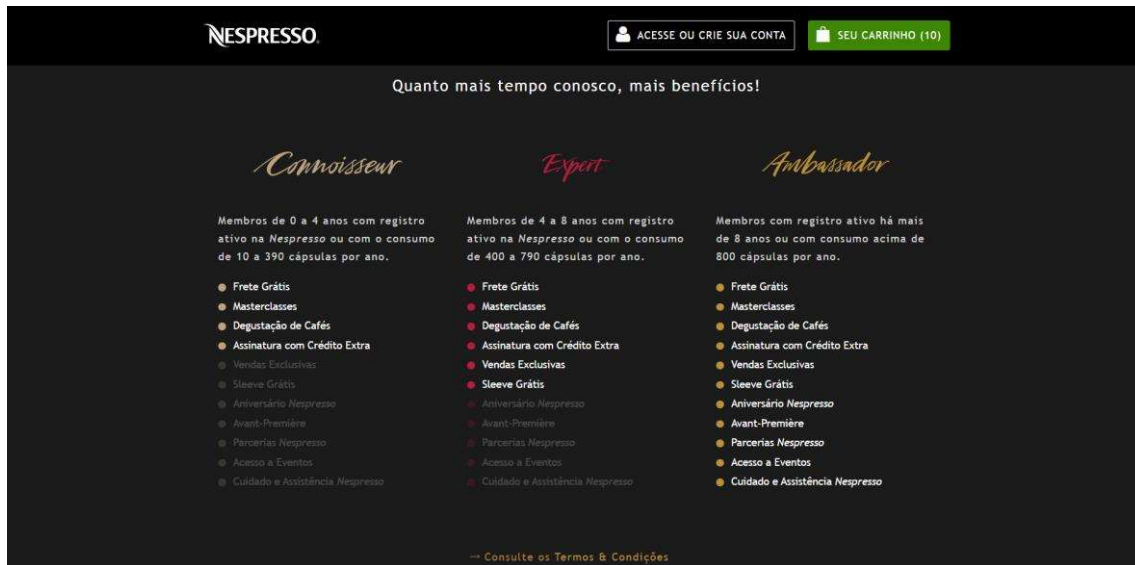 NESPRESSO.
ACESSE OU CRIE SUA CONTA
SEU CARRINHO (10)
Quanto mais tempo conosco, mais benefícios!
Connoisseur
Membros de 0 a 4 anos com registro
ativo na Nespresso ou com o consumo
de 10 a 390 cápsulas por ano.
Frete Grátis
Masterclasses
Degustação de Cafés
Assinatura com Crédito Extra
Vendas Exclusivas
Sleeve Grátis
Aniversário Nespresso
Avant-Première
Parcerias Nespresso
Acesso a Eventos
Cuidado e Assistência Nespresso
Expert
Membros de 4 a 8 anos com registro
ativo na Nespresso ou com o consumo
de 400 a 790 cápsulas por ano.
Frete Grátis
Masterclasses
Degustação de Cafés
Assinatura com Crédito Extra
Vendas Exclusivas
Sleeve Grátis
Aniversário Nespresso
Avant-Première
Parcerias Nespresso
Acesso a Eventos
Cuidado e Assistência Nespresso
Ambassador
Membros com registro ativo há mais
de 8 anos ou com consumo acima de
800 cápsulas por ano.
Frete Grátis
Masterclasses
Degustação de Cafés
Assinatura com Crédito Extra
Vendas Exclusivas
Sleeve Grátis
Aniversário Nespresso
Avant-Première
Parcerias Nespresso
Acesso a Eventos
Cuidado e Assistência Nespresso
→ Consulte os Termos & Condições